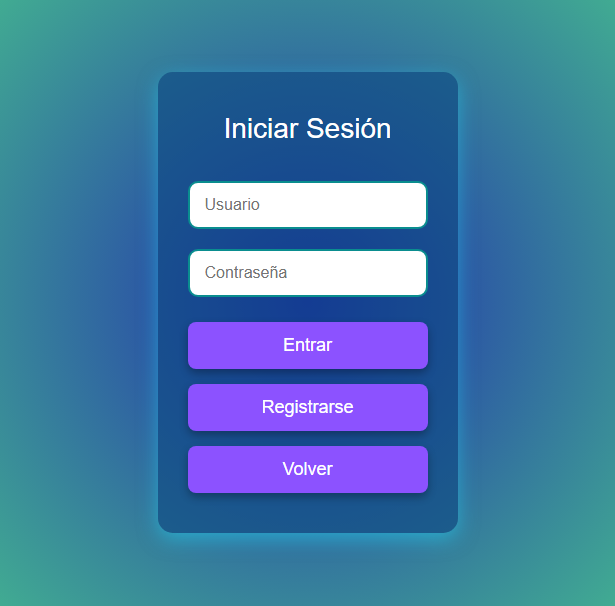 Iniciar Sesión
Usuario
Contraseña
Entrar
Registrarse
Volver